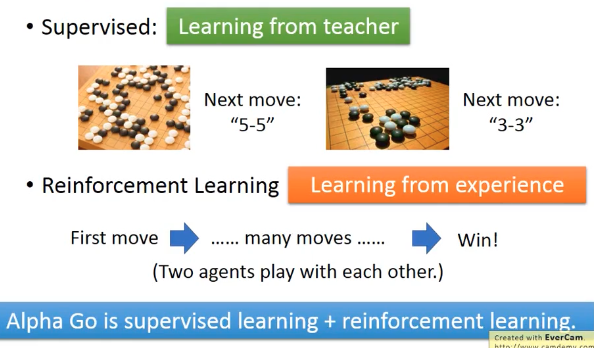 • Supervised: Learning from teacher
Next move:
“5-5”
Next move:
“3-3”
• Reinforcement Learning Learning from experience
First move …… many moves …… Win!
(Two agents play with each other.)
Alpha Go is supervised learning + reinforcement learning.
Created with EverCam.
http://www.camdemy.com